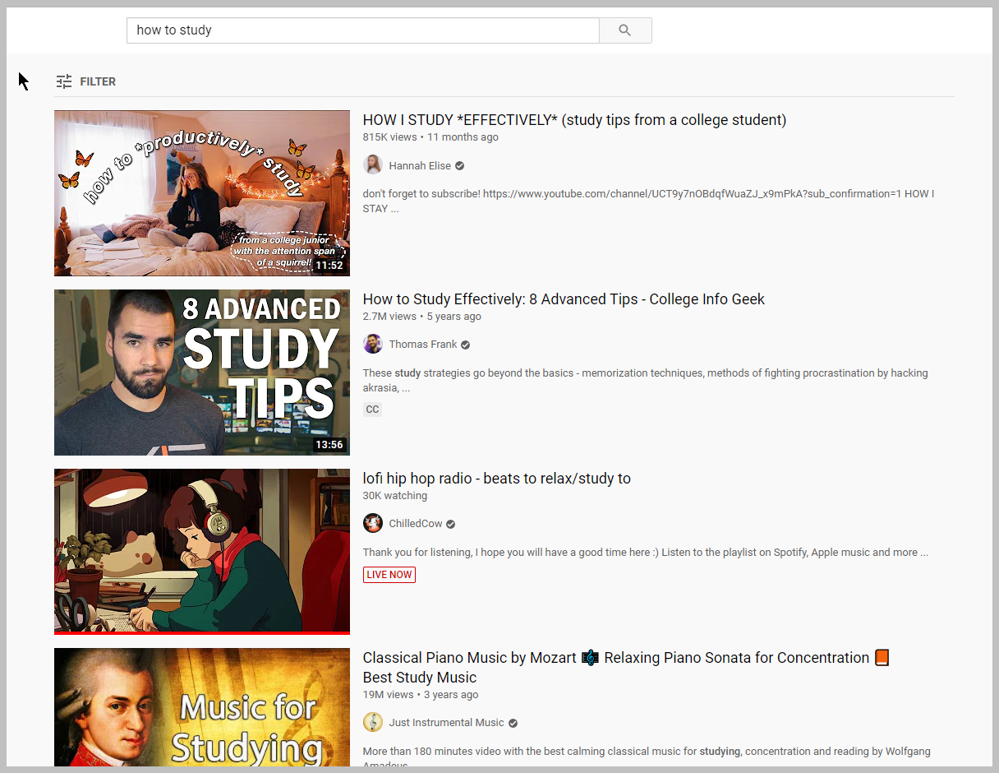 how to study
FILTER
how to *productively* study
from a college junior
with the attention span
of a squirrel!
11:52
HOW I STUDY *EFFECTIVELY* (study tips from a college student)
815K views • 11 months ago
Hannah Elise
don't forget to subscribe! https://www.youtube.com/channel/UCT9y7nOBdqfWuaZJ_x9mPkA?sub_confirmation=1 HOW I
STAY ...
8 ADVANCED
STUDY
TIPS
13:56
How to Study Effectively: 8 Advanced Tips - College Info Geek
2.7M views • 5 years ago
Thomas Frank
These study strategies go beyond the basics - memorization techniques, methods of fighting procrastination by hacking
akrasia, ...
CC
lofi hip hop radio - beats to relax/study to
30K watching
ChilledCow
Thank you for listening, I hope you will have a good time here :) Listen to the playlist on Spotify, Apple music and more ...
LIVE NOW
Music for
Studying
Classical Piano Music by Mozart 🎼 Relaxing Piano Sonata for Concentration 📙
Best Study Music
19M views • 3 years ago
Just Instrumental Music
More than 180 minutes video with the best calming classical music for studying, concentration and reading by Wolfgang
Amadeus